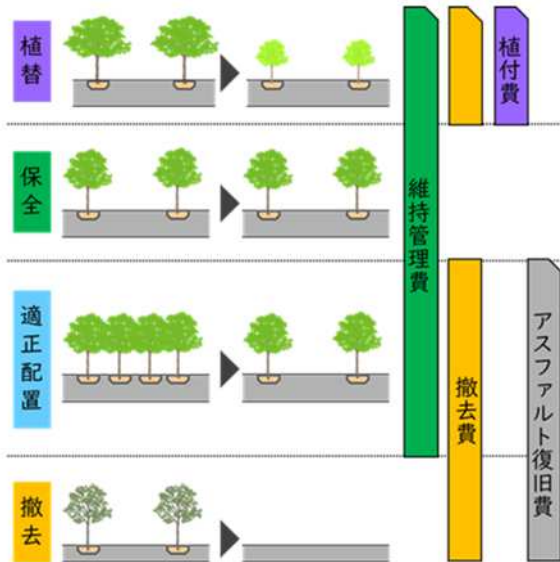 植替
植付費
保全
維持管理費
適正配置
撤去費
アスファルト復旧費
撤去